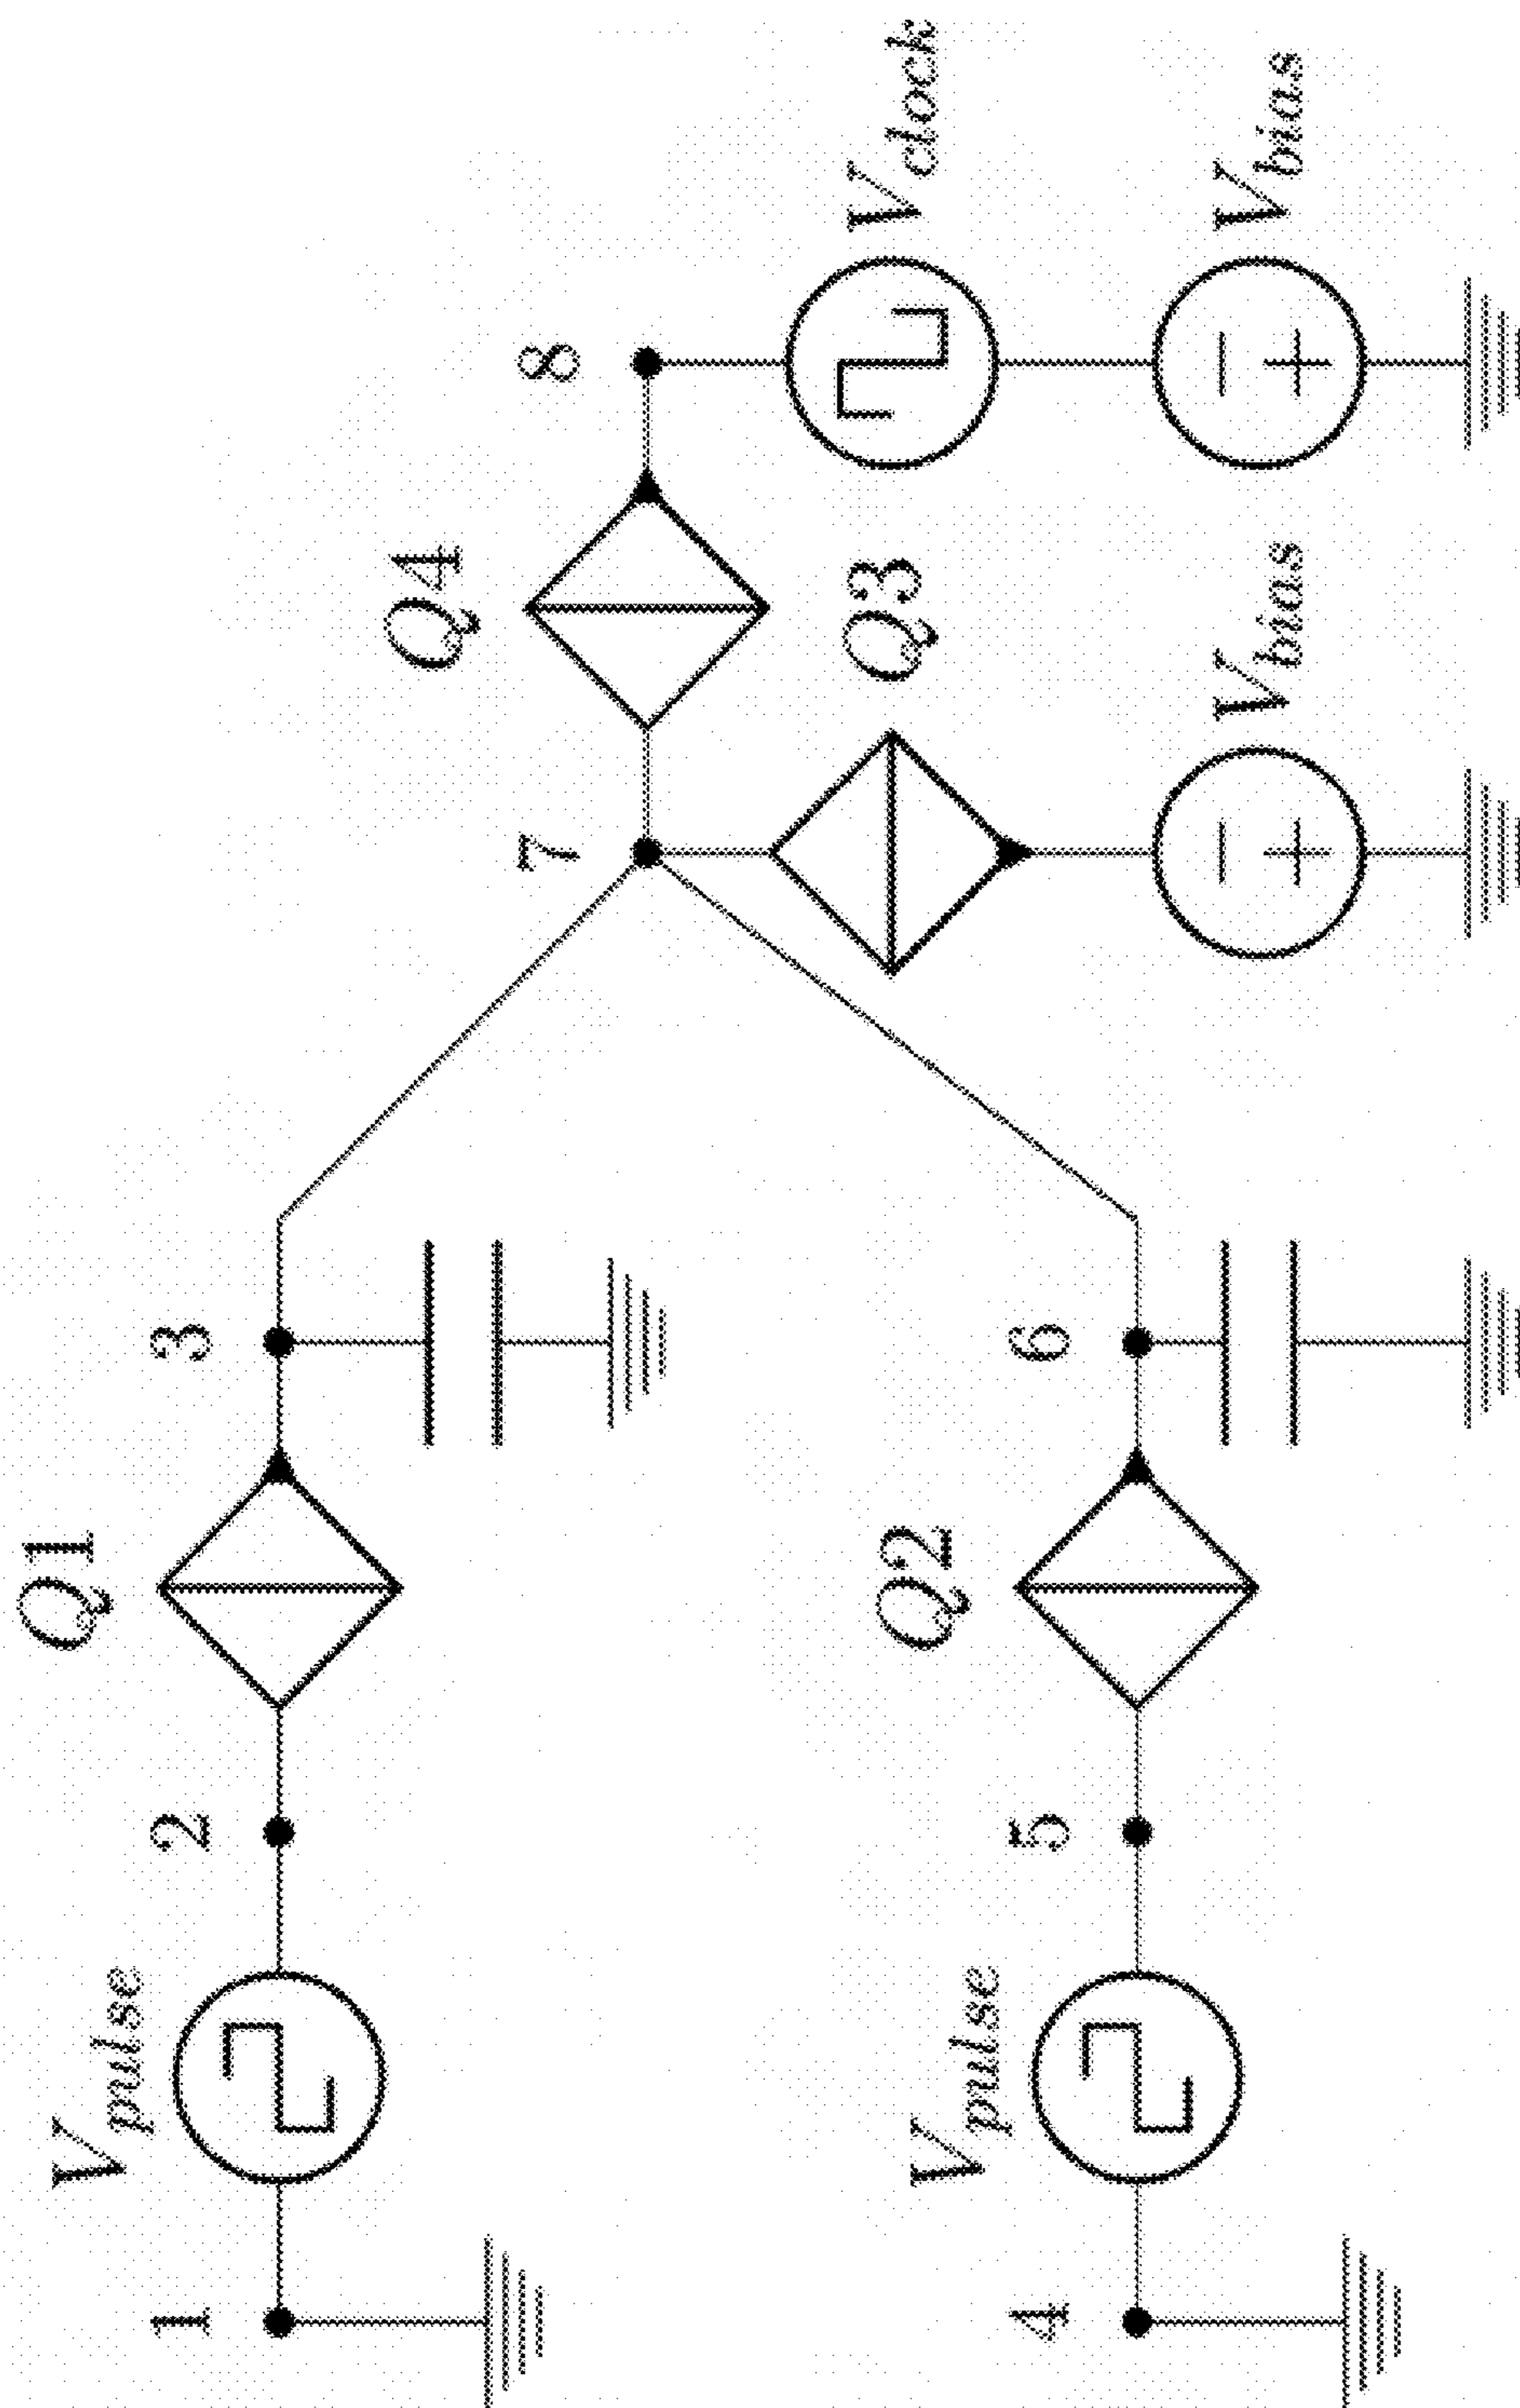 Q1
Q4
V_pulse
1
2
3
7
8
Q3
V_clock
Q2
V_pulse
4
5
6
V_bias
V_bias
− +
− +